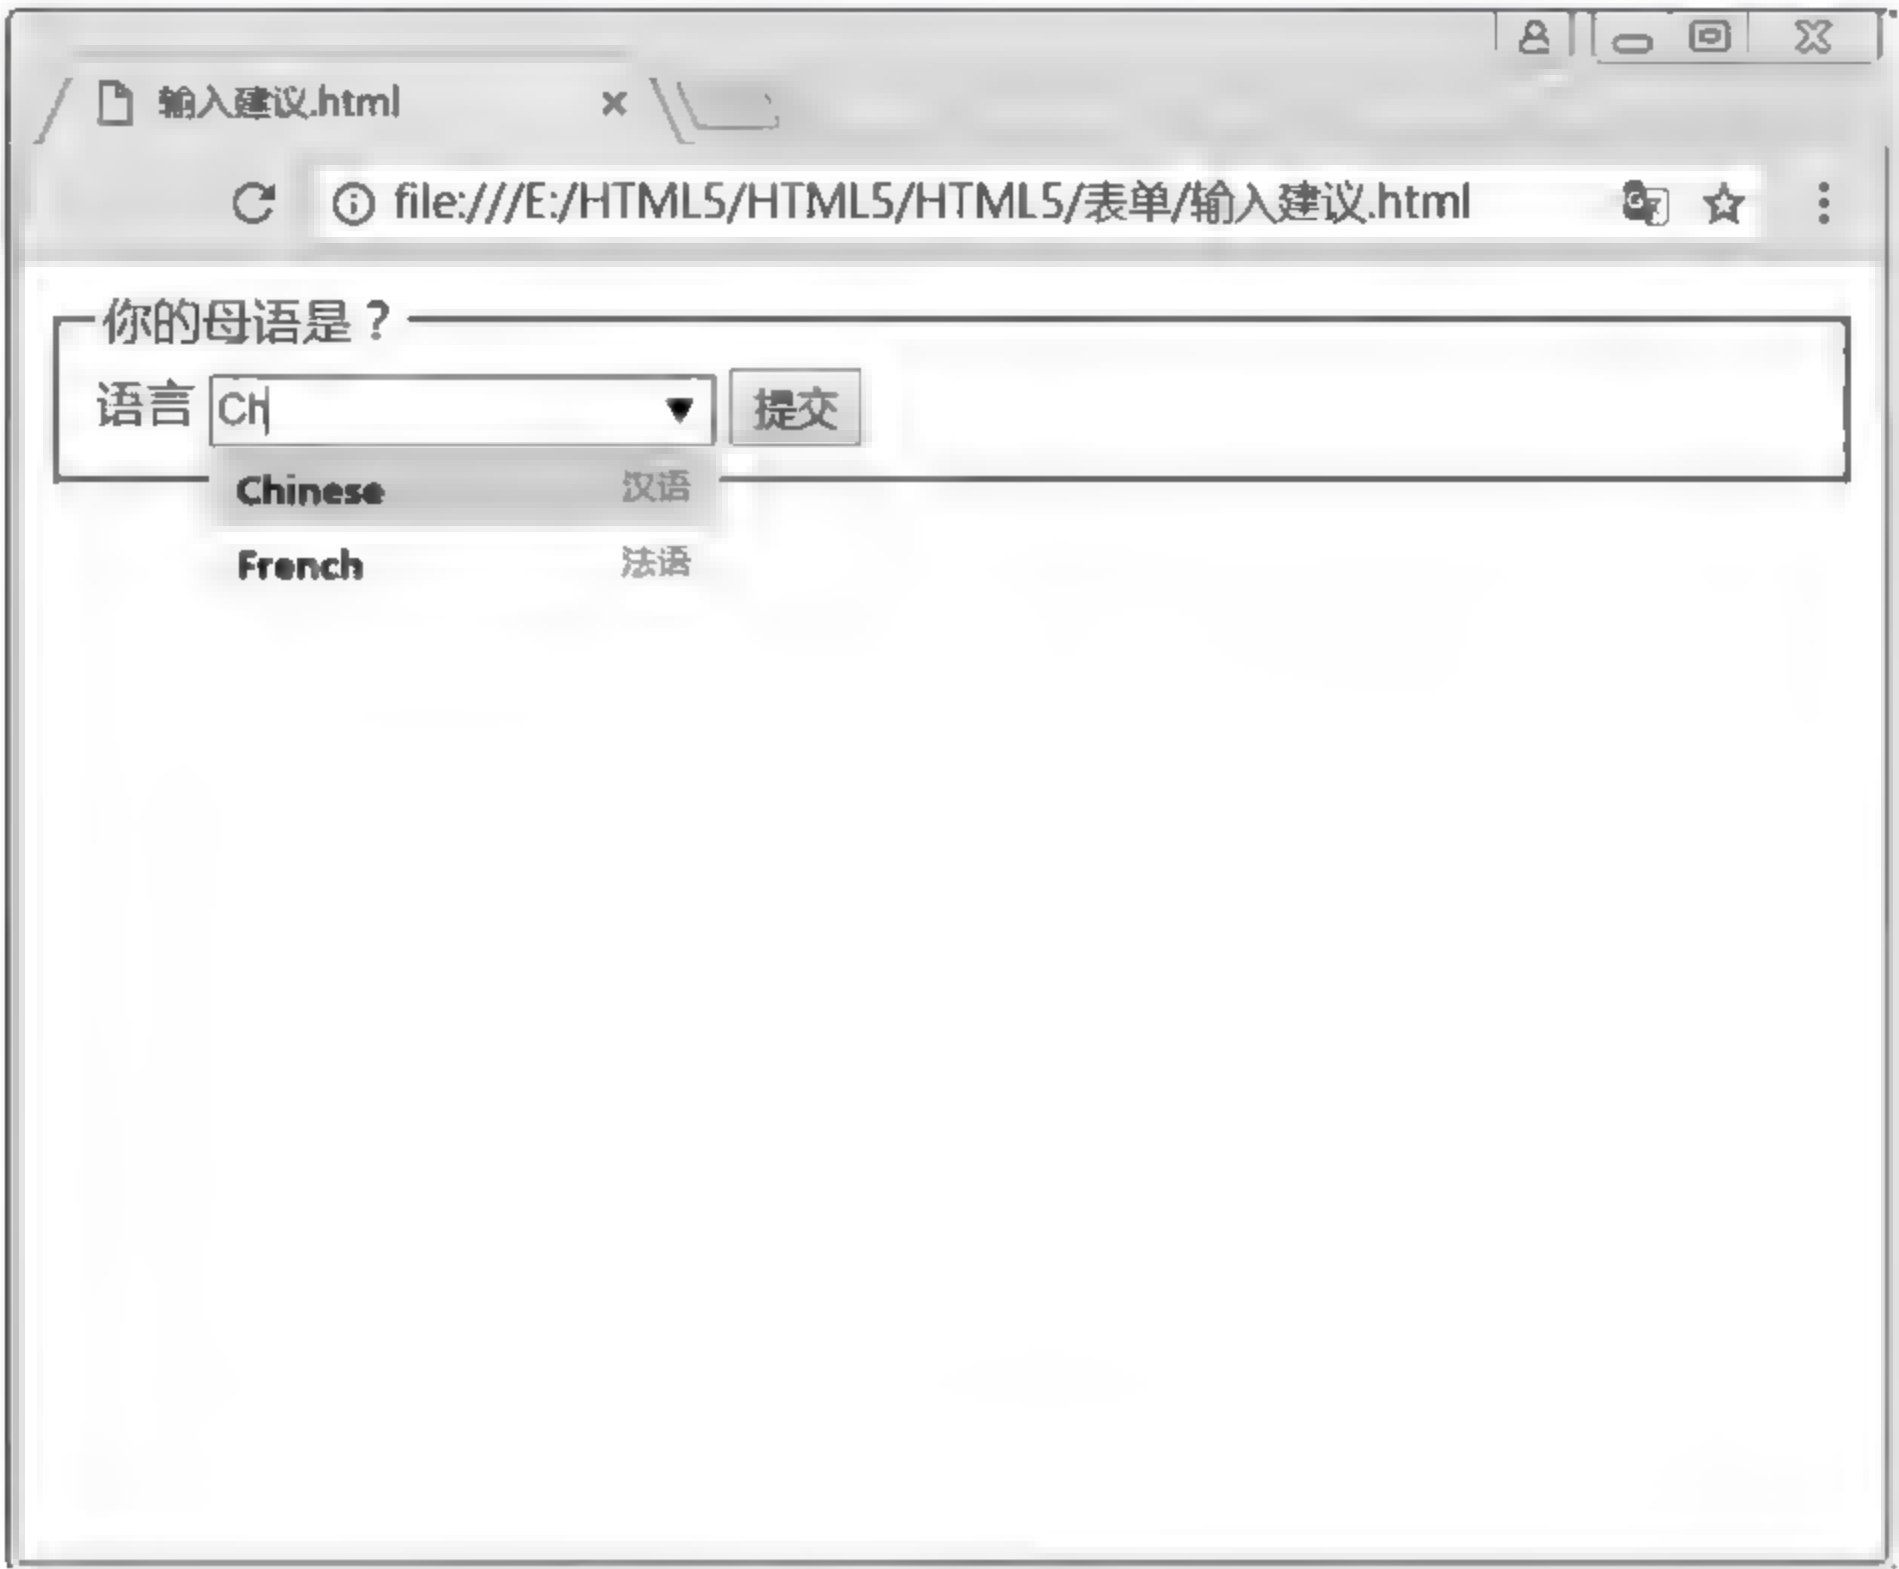 输入建议.html
file:///E:/HTML5/HTML5/HTML5/表单/输入建议.html
你的母语是？
语言 Ch 提交
Chinese 汉语
French 法语